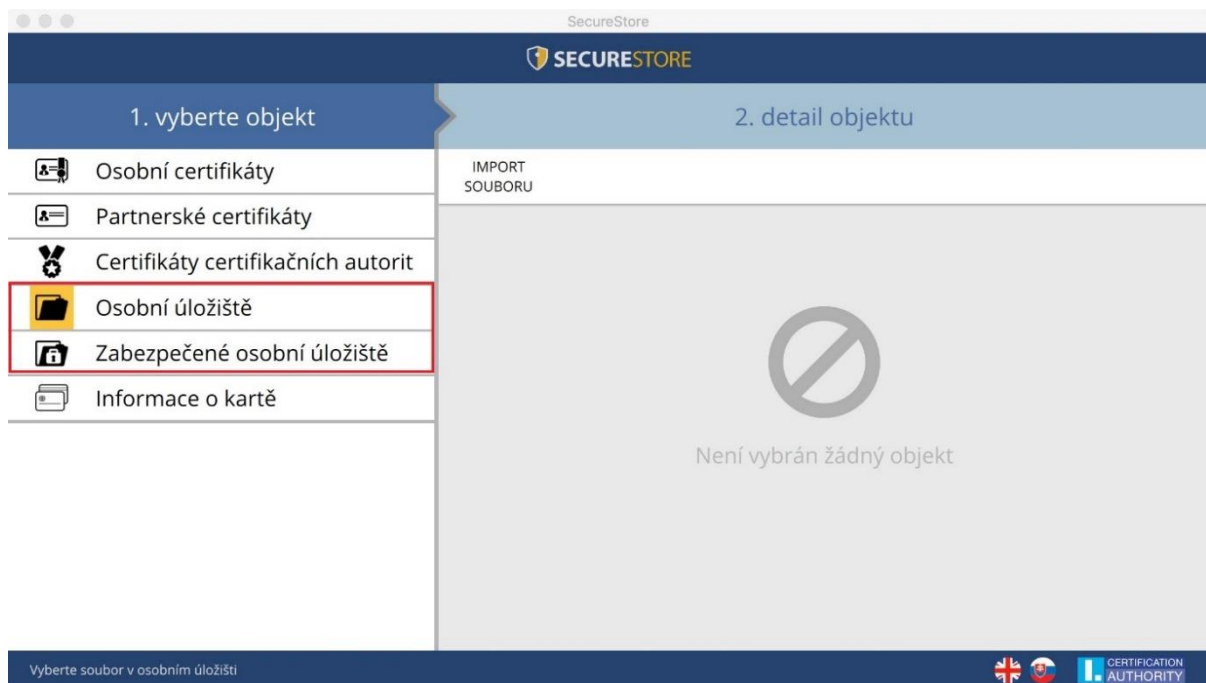 SecureStore
SECURESTORE
1. vyberte objekt
2. detail objektu
Osobní certifikáty
Partnerské certifikáty
Certifikáty certifikačních autorit
Osobní úložiště
Zabezpečené osobní úložiště
Informace o kartě
IMPORT
SOUBORU
Není vybrán žádný objekt
Vyberte soubor v osobním úložišti
I.
CERTIFICATION
AUTHORITY